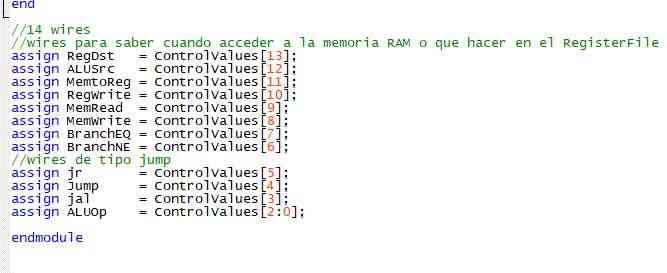 end
//14 wires
//wires para saber cuando acceder a la memoria RAM o que hacer en el RegisterFile
assign RegDst   = ControlValues[13];
assign ALUSrc   = ControlValues[12];
assign MemtoReg = ControlValues[11];
assign RegWrite = ControlValues[10];
assign MemRead  = ControlValues[9];
assign MemWrite = ControlValues[8];
assign BranchEQ = ControlValues[7];
assign BranchNE = ControlValues[6];
//wires de tipo jump
assign jr       = ControlValues[5];
assign Jump     = ControlValues[4];
assign jal      = ControlValues[3];
assign ALUOp    = ControlValues[2:0];
endmodule